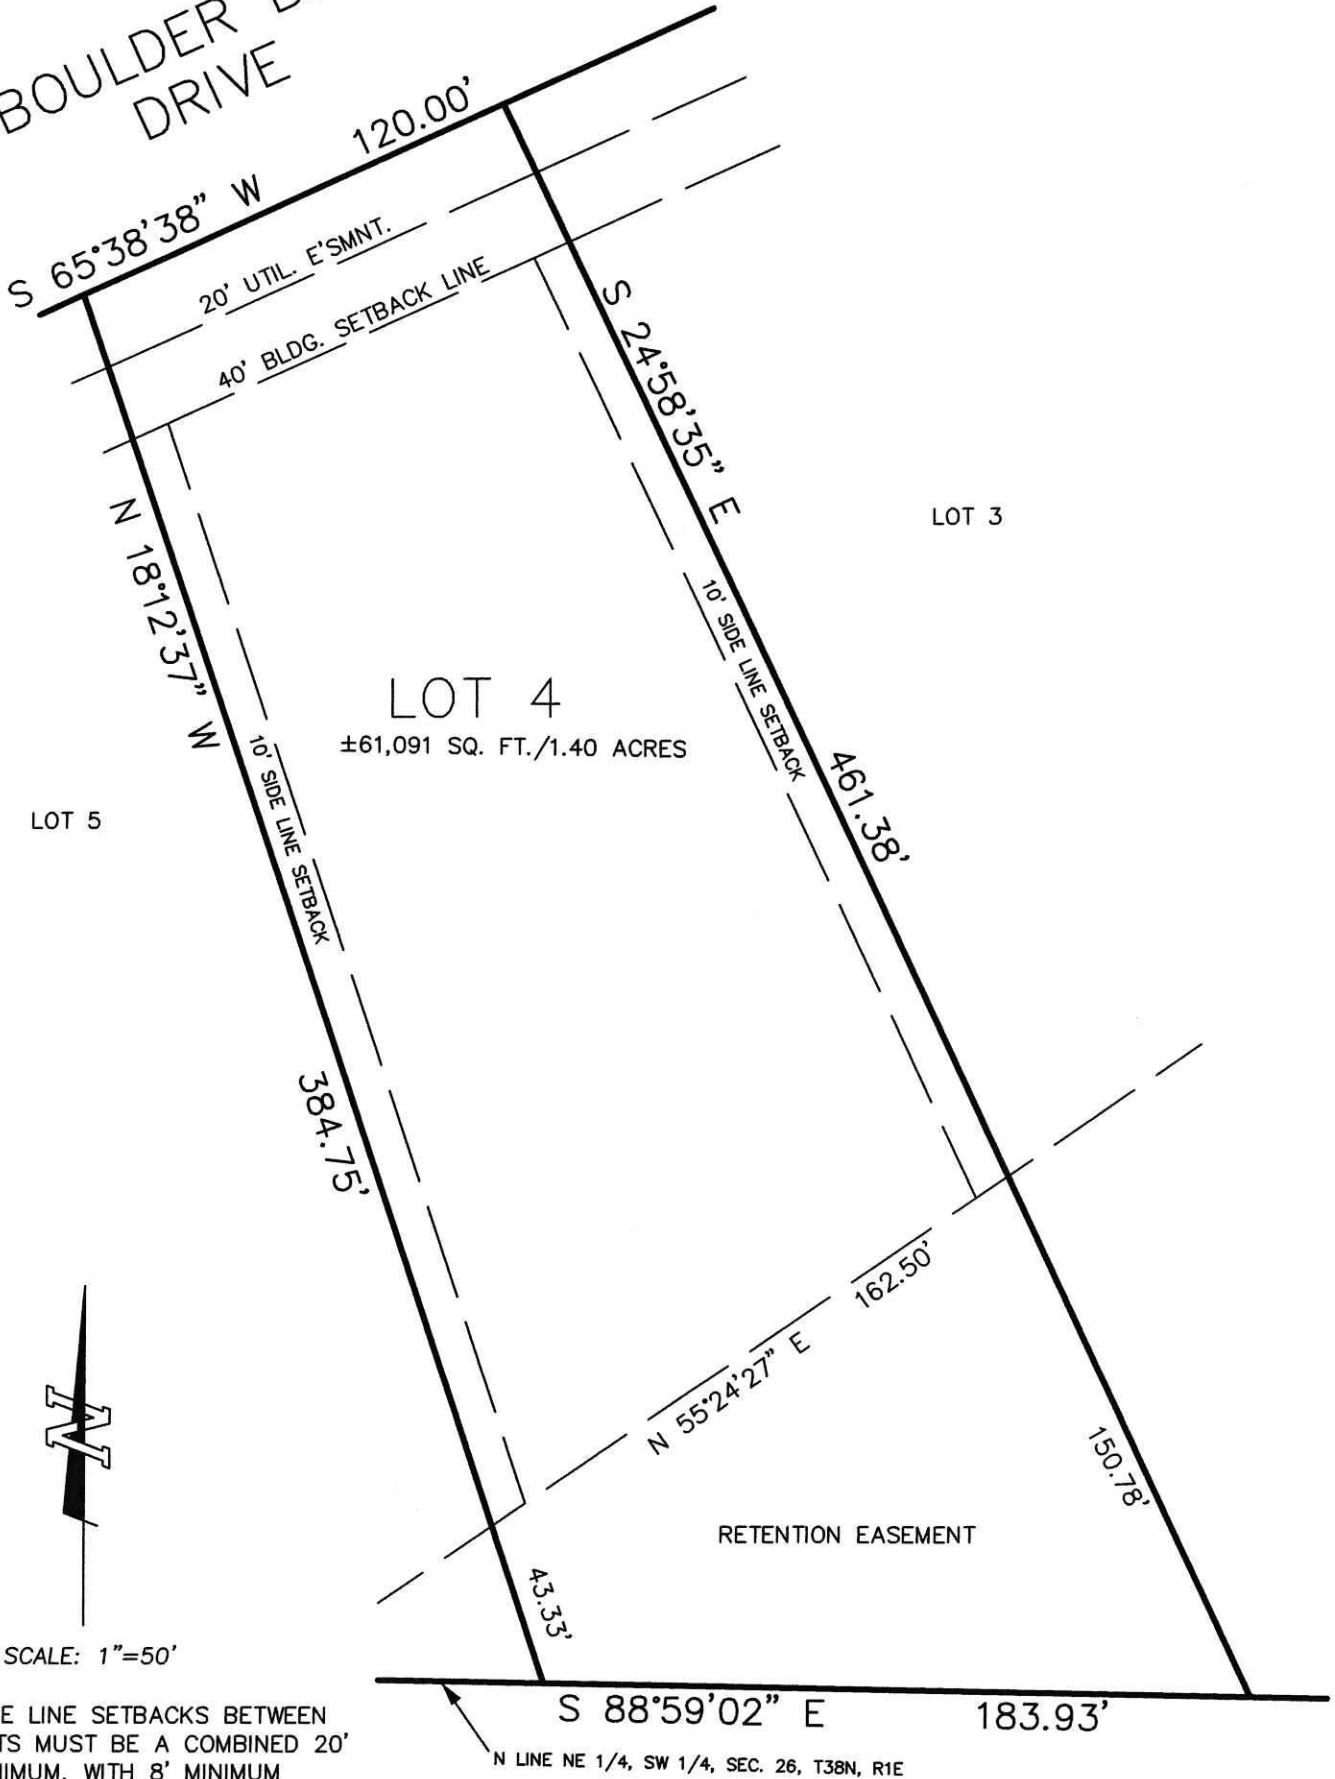 BOULDER
DRIVE
120.00'
S 65°38'38" W
20' UTIL. E'SMNT.
40' BLDG. SETBACK LINE
S 24°58'35" E
461.38'
N 18°12'37" W
384.75'
LOT 3
10' SIDE LINE SETBACK
LOT 4
±61,091 SQ. FT./1.40 ACRES
10' SIDE LINE SETBACK
LOT 5
N 55°24'27" E
162.50'
150.78'
RETENTION EASEMENT
43.33'
N
SCALE: 1"=50'
S 88°59'02" E
183.93'
N LINE NE 1/4, SW 1/4, SEC. 26, T38N, R1E
LINE SETBACKS BETWEEN
MUST BE A COMBINED 20'
WITH 8' MINIMUM